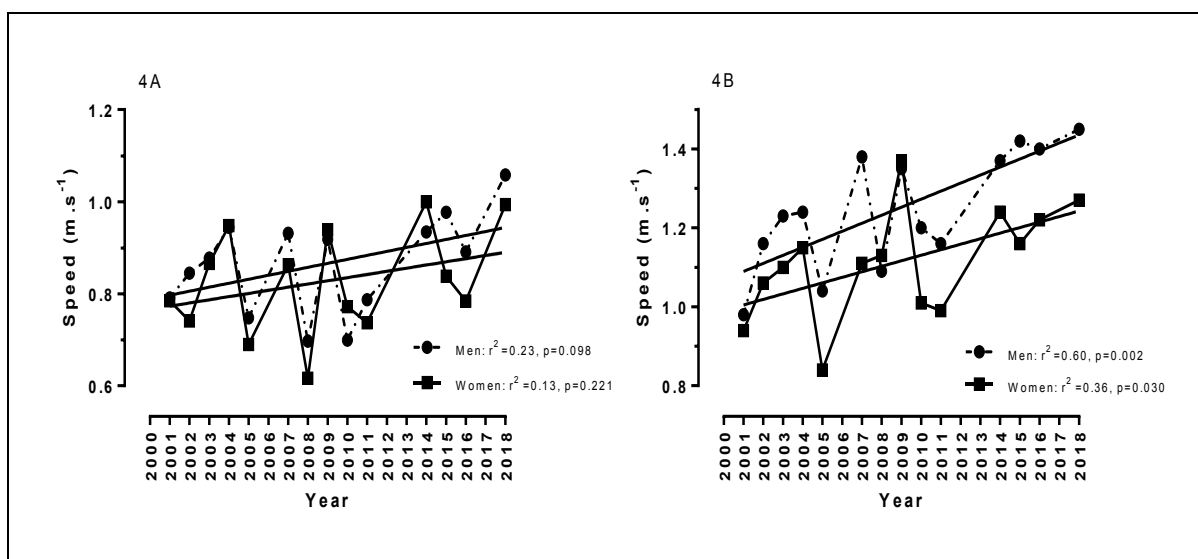 4A
1.2
1.0
0.8
0.6
Speed (m.s⁻¹)
Men: r²=0.23, p=0.098
Women: r²=0.13, p=0.221
2000 2001 2002 2003 2004 2005 2006 2007 2008 2009 2010 2011 2013 2014 2015 2016 2017 2018
Year
4B
1.4
1.2
1.0
0.8
Speed (m.s⁻¹)
Men: r²=0.60, p=0.002
Women: r²=0.36, p=0.030
2000 2001 2002 2003 2004 2005 2006 2007 2008 2009 2010 2011 2013 2014 2015 2016 2017 2018
Year